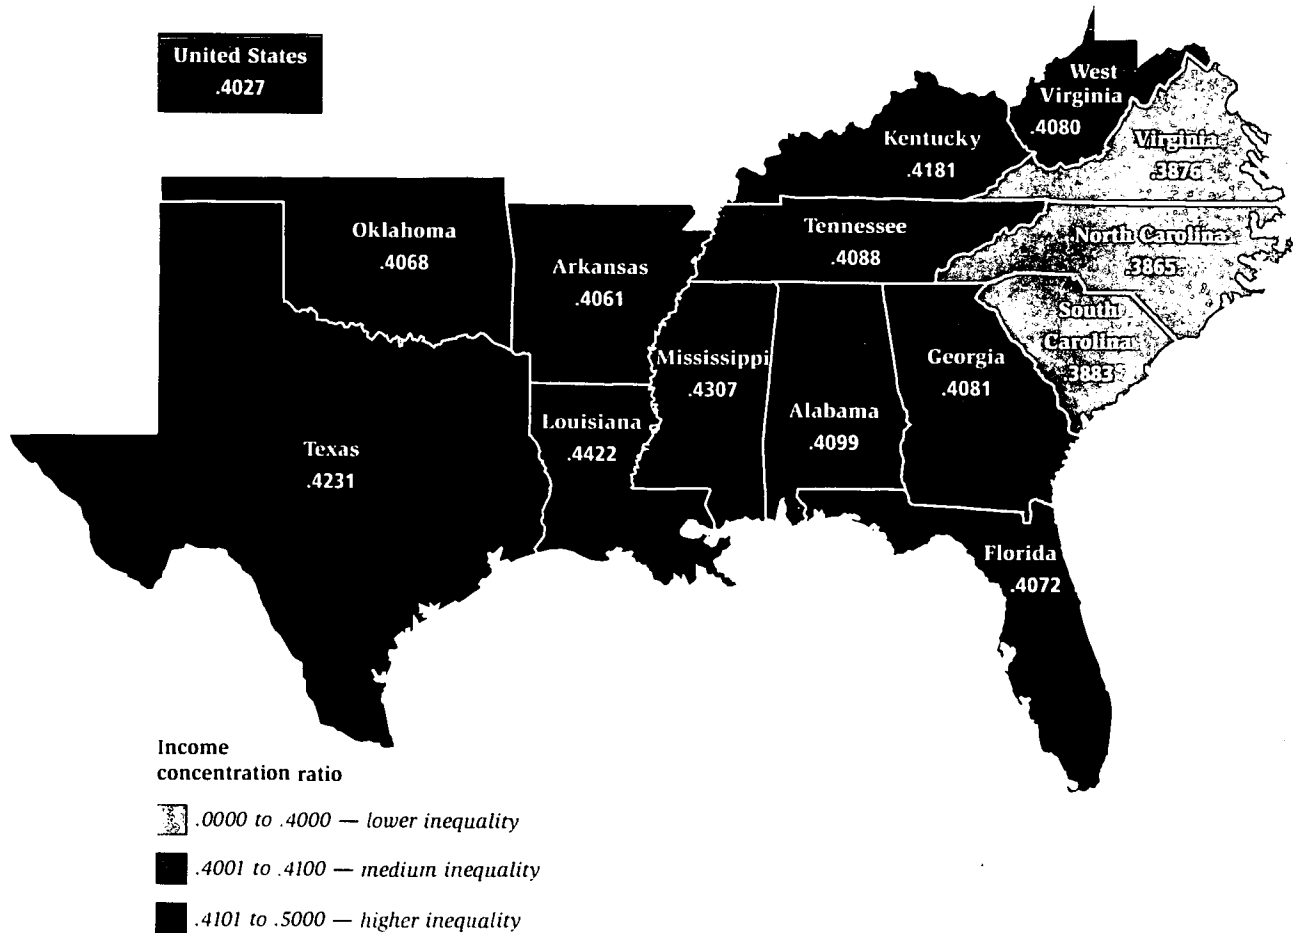 United States
.4027
West
Virginia
.4080
Kentucky
.4181
Virginia
.3876
Oklahoma
.4068
Tennessee
.4088
North Carolina
.3865
Arkansas
.4061
South
Carolina
.3883
Mississippi
.4307
Georgia
.4081
Alabama
.4099
Louisiana
.4422
Texas
.4231
Florida
.4072
Income
concentration ratio
.0000 to .4000 — lower inequality
.4001 to .4100 — medium inequality
.4101 to .5000 — higher inequality